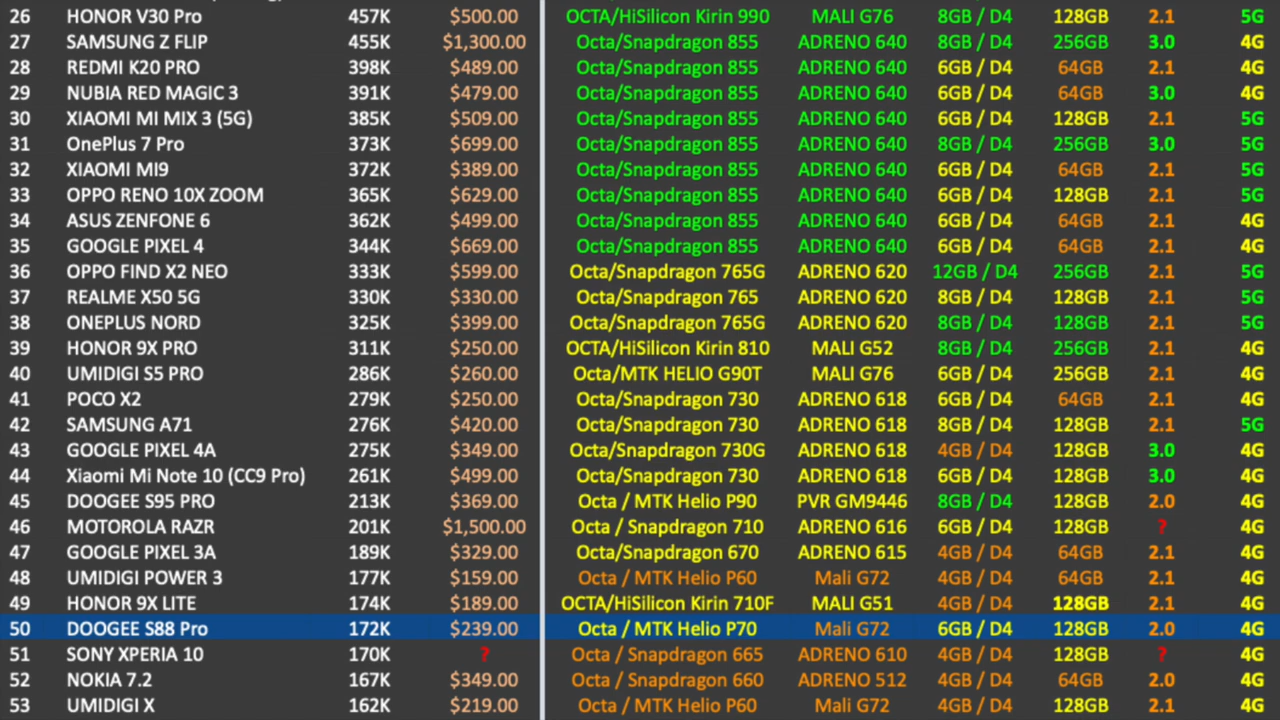 26 HONOR V30 Pro 457K $500.00 OCTA/HiSilicon Kirin 990 MALI G76 8GB / D4 128GB 2.1 5G
27 SAMSUNG Z FLIP 455K $1,300.00 Octa/Snapdragon 855 ADRENO 640 8GB / D4 256GB 3.0 4G
28 REDMI K20 PRO 398K $489.00 Octa/Snapdragon 855 ADRENO 640 6GB / D4 64GB 2.1 4G
29 NUBIA RED MAGIC 3 391K $479.00 Octa/Snapdragon 855 ADRENO 640 6GB / D4 64GB 3.0 4G
30 XIAOMI MI MIX 3 (5G) 385K $509.00 Octa/Snapdragon 855 ADRENO 640 6GB / D4 128GB 2.1 5G
31 OnePlus 7 Pro 373K $699.00 Octa/Snapdragon 855 ADRENO 640 8GB / D4 256GB 3.0 5G
32 XIAOMI MI9 372K $389.00 Octa/Snapdragon 855 ADRENO 640 6GB / D4 64GB 2.1 5G
33 OPPO RENO 10X ZOOM 365K $629.00 Octa/Snapdragon 855 ADRENO 640 6GB / D4 128GB 2.1 5G
34 ASUS ZENFONE 6 362K $499.00 Octa/Snapdragon 855 ADRENO 640 6GB / D4 64GB 2.1 4G
35 GOOGLE PIXEL 4 344K $669.00 Octa/Snapdragon 855 ADRENO 640 6GB / D4 64GB 2.1 4G
36 OPPO FIND X2 NEO 333K $599.00 Octa/Snapdragon 765G ADRENO 620 12GB / D4 256GB 2.1 5G
37 REALME X50 5G 330K $330.00 Octa/Snapdragon 765 ADRENO 620 8GB / D4 128GB 2.1 5G
38 ONEPLUS NORD 325K $399.00 Octa/Snapdragon 765G ADRENO 620 8GB / D4 128GB 2.1 5G
39 HONOR 9X PRO 311K $250.00 OCTA/HiSilicon Kirin 810 MALI G52 8GB / D4 256GB 2.1 4G
40 UMIDIGI S5 PRO 286K $260.00 Octa/MTK HELIO G90T MALI G76 6GB / D4 256GB 2.1 4G
41 POCO X2 279K $250.00 Octa/Snapdragon 730 ADRENO 618 6GB / D4 64GB 2.1 4G
42 SAMSUNG A71 276K $420.00 Octa/Snapdragon 730 ADRENO 618 8GB / D4 128GB 2.1 5G
43 GOOGLE PIXEL 4A 275K $349.00 Octa/Snapdragon 730G ADRENO 618 4GB / D4 128GB 3.0 4G
44 Xiaomi Mi Note 10 (CC9 Pro) 261K $499.00 Octa/Snapdragon 730 ADRENO 618 6GB / D4 128GB 3.0 4G
45 DOOGEE S95 PRO 213K $369.00 Octa / MTK Helio P90 PVR GM9446 8GB / D4 128GB 2.0 4G
46 MOTOROLA RAZR 201K $1,500.00 Octa / Snapdragon 710 ADRENO 616 6GB / D4 128GB ? 4G
47 GOOGLE PIXEL 3A 189K $329.00 Octa/Snapdragon 670 ADRENO 615 4GB / D4 64GB 2.1 4G
48 UMIDIGI POWER 3 177K $159.00 Octa / MTK Helio P60 Mali G72 4GB / D4 64GB 2.1 4G
49 HONOR 9X LITE 174K $189.00 OCTA/HiSilicon Kirin 710F MALI G51 4GB / D4 128GB 2.1 4G
50 DOOGEE S88 Pro 172K $239.00 Octa / MTK Helio P70 Mali G72 6GB / D4 128GB 2.0 4G
51 SONY XPERIA 10 170K ? Octa / Snapdragon 665 ADRENO 610 4GB / D4 128GB ? 4G
52 NOKIA 7.2 167K $349.00 Octa / Snapdragon 660 ADRENO 512 4GB / D4 64GB 2.0 4G
53 UMIDIGI X 162K $219.00 Octa / MTK Helio P60 Mali G72 4GB / D4 128GB 2.1 4G